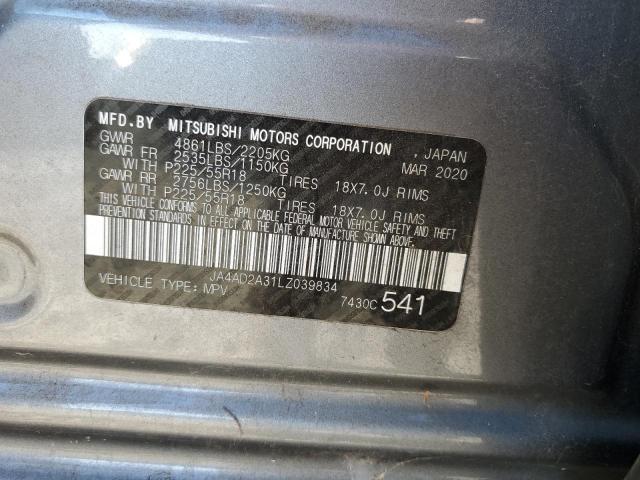 MFD.BY MITSUBISHI MOTORS CORPORATION , JAPAN
GVWR 4861LBS/2205KG MAR 2020
GAWR FR 2535LBS/1150KG
WITH P225/55R18 TIRES 18X7.0J RIMS
GAWR RR 2756LBS/1250KG
WITH P225/55R18 TIRES 18X7.0J RIMS
THIS VEHICLE CONFORMS TO ALL APPLICABLE FEDERAL MOTOR VEHICLE SAFETY AND THEFT
PREVENTION STANDARDS IN EFFECT ON THE DATE OF MANUFACTURE SHOWN ABOVE.
JA4AD2A31LZ039834
VEHICLE TYPE: MPV 7430C 541